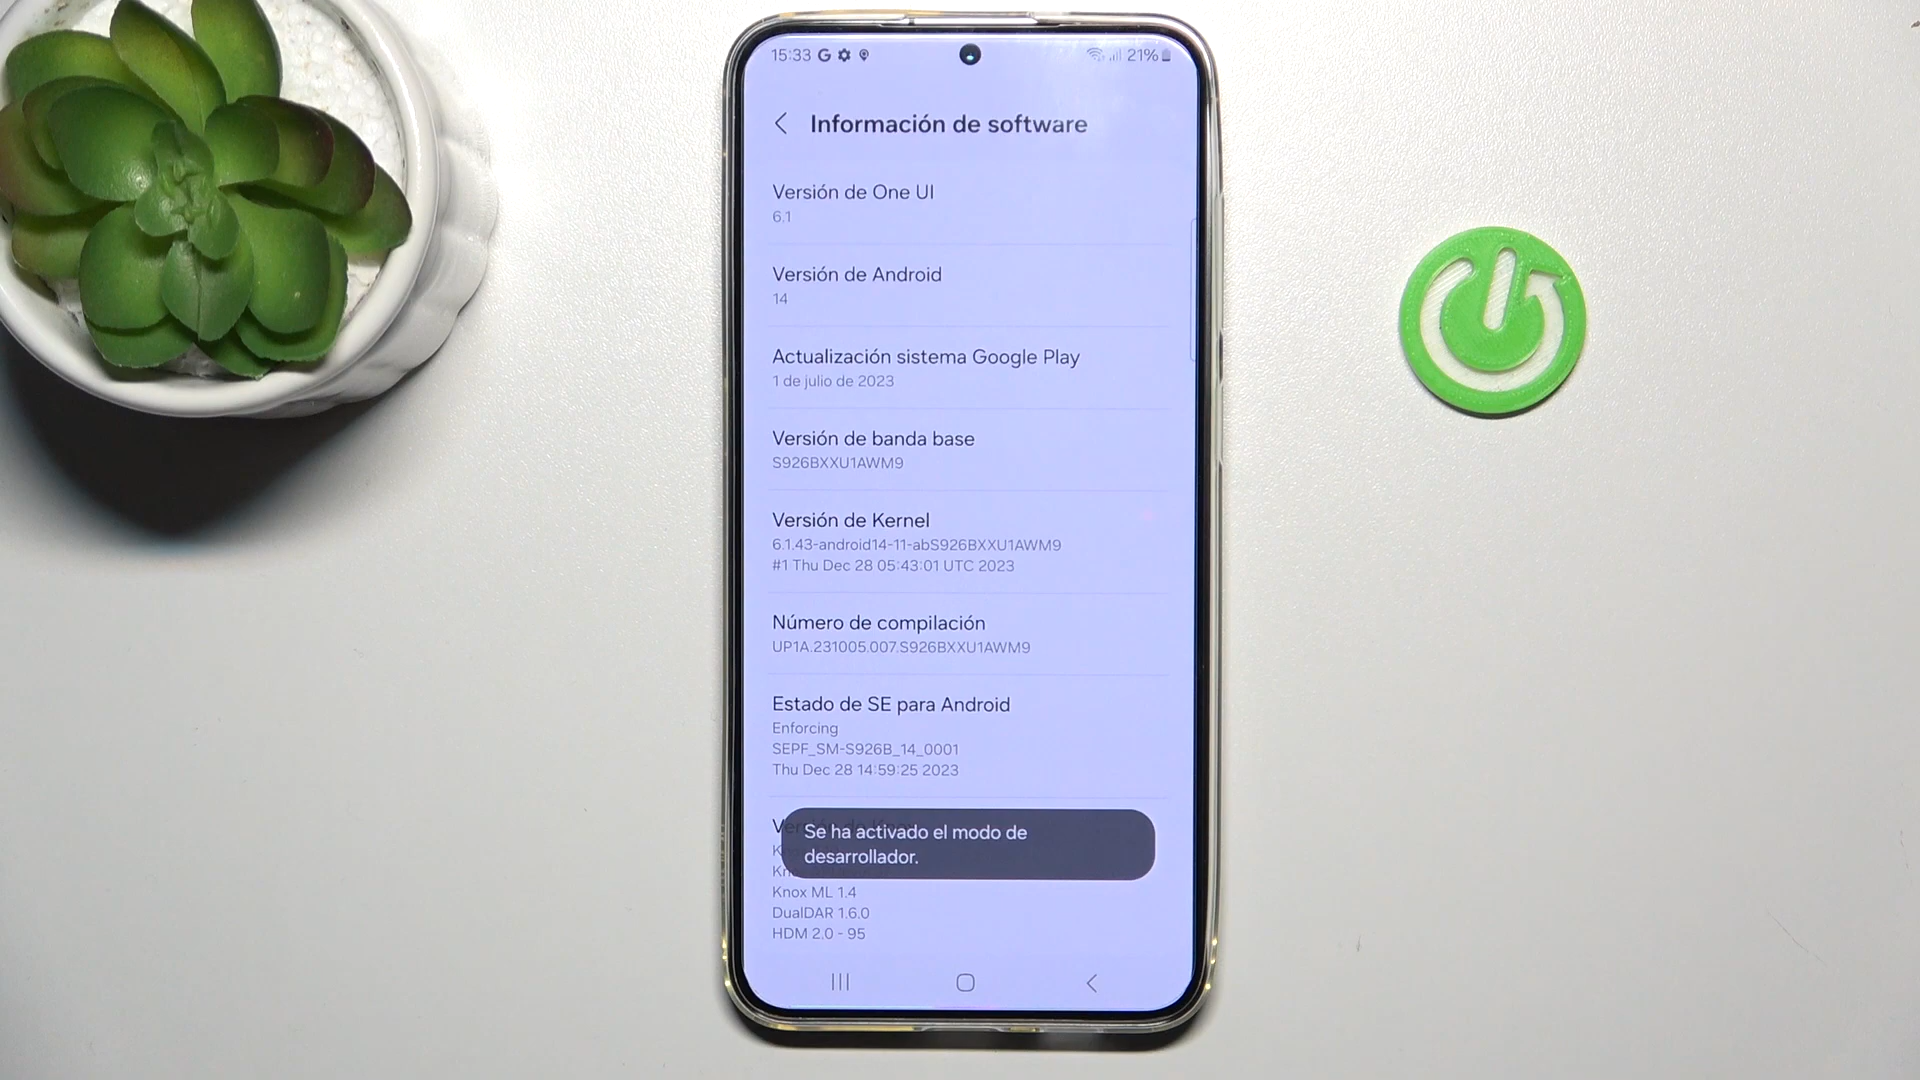 15:33 G 21%
Información de software
Versión de One UI
6.1
Versión de Android
14
Actualización sistema Google Play
1 de julio de 2023
Versión de banda base
S926BXXU1AWM9
Versión de Kernel
6.1.43-android14-11-abS926BXXU1AWM9
#1 Thu Dec 28 05:43:01 UTC 2023
Número de compilación
UP1A.231005.007.S926BXXU1AWM9
Estado de SE para Android
Enforcing
SEPF_SM-S926B_14_0001
Thu Dec 28 14:59:25 2023
Se ha activado el modo de
desarrollador.
Knox ML 1.4
DualDAR 1.6.0
HDM 2.0 - 95